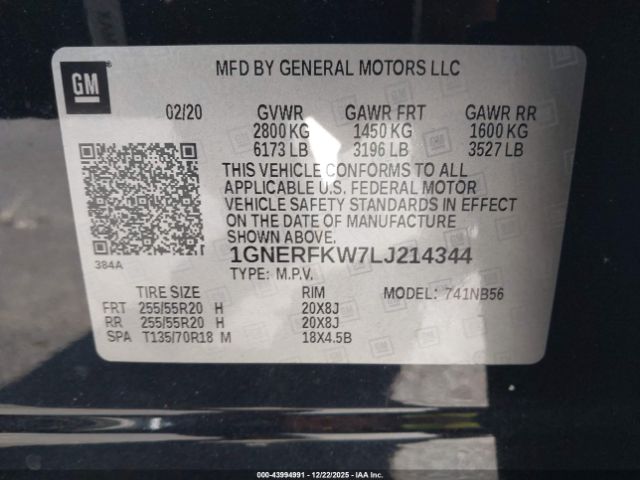 GM
MFD BY GENERAL MOTORS LLC
02/20 GVWR GAWR FRT GAWR RR
2800 KG 1450 KG 1600 KG
6173 LB 3196 LB 3527 LB
THIS VEHICLE CONFORMS TO ALL
APPLICABLE U.S. FEDERAL MOTOR
VEHICLE SAFETY STANDARDS IN EFFECT
ON THE DATE OF MANUFACTURE
SHOWN ABOVE.
384A
1GNERFKW7LJ214344
TYPE: M.P.V.
TIRE SIZE RIM MODEL: 741NB56
FRT 255/55R20 H 20X8J
RR 255/55R20 H 20X8J
SPA T135/70R18 M 18X4.5B
000-43994991 - 12/22/2025 - IAA, Inc.